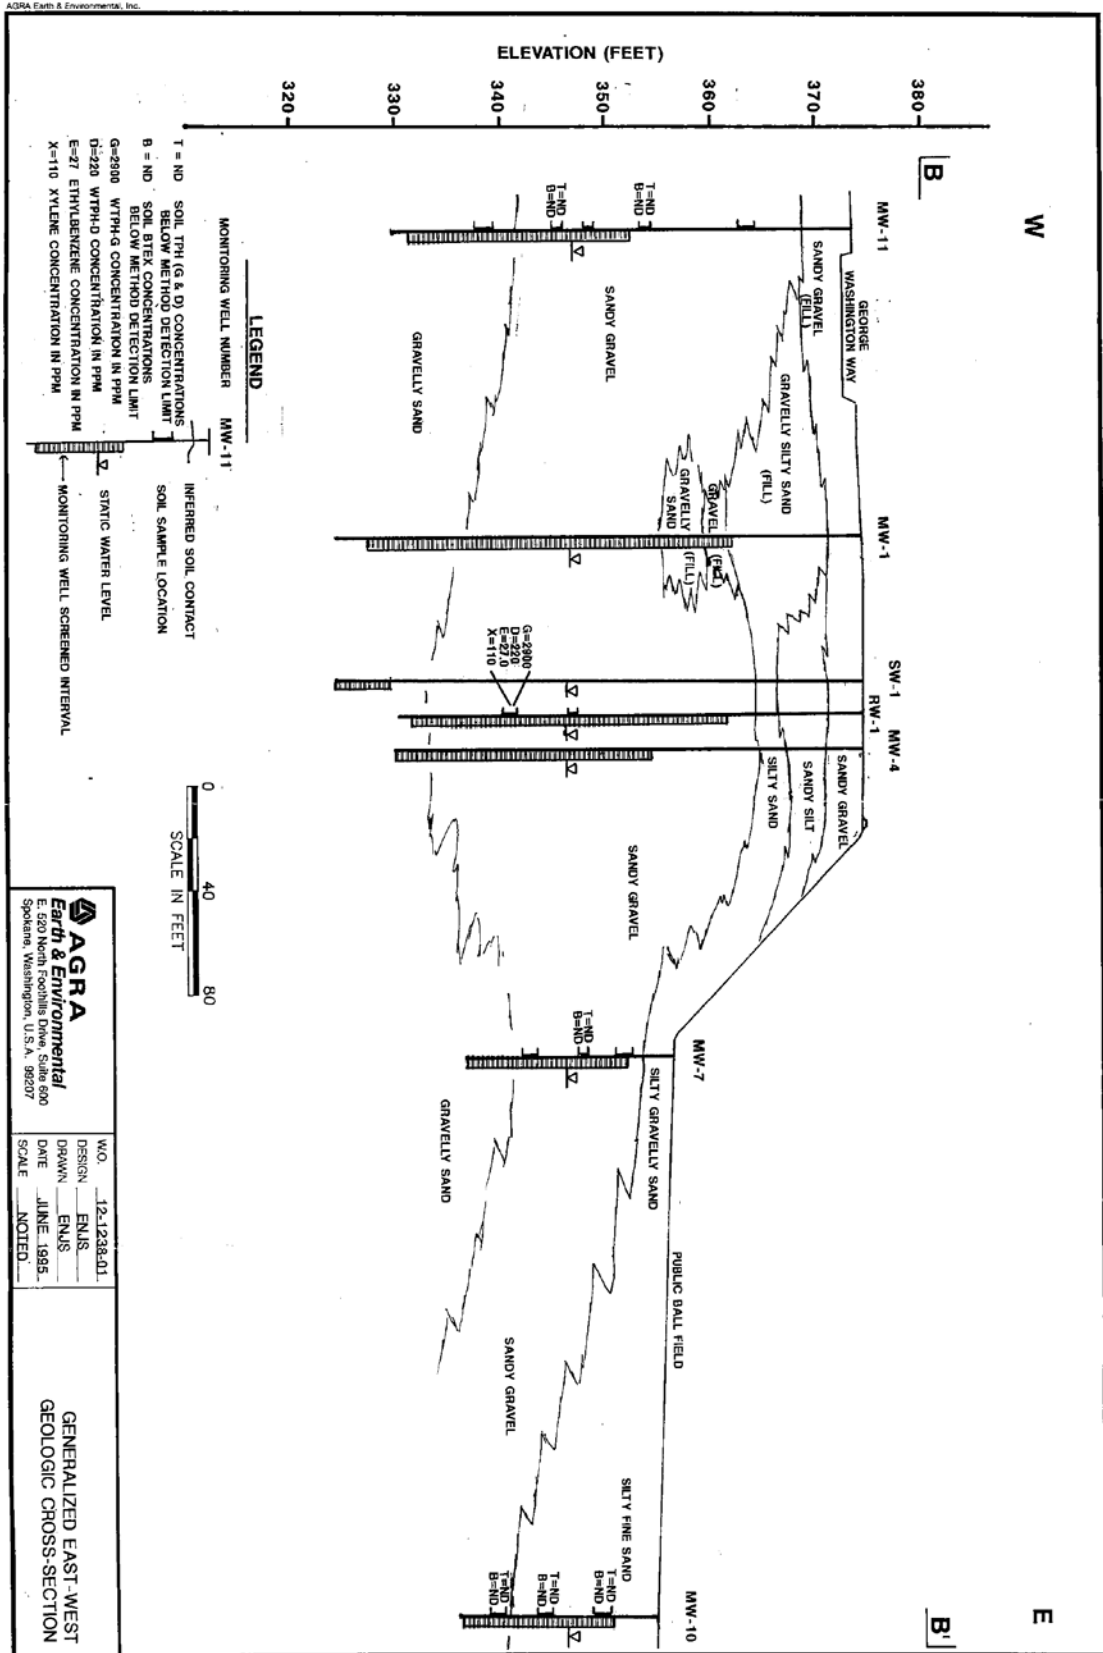 AGRA Earth & Environmental, Inc.
W
E
B
B'
ELEVATION (FEET)
380
370
360
350
340
330
320
MW-11
GEORGE
WASHINGTON WAY
MW-1
SW-1
RW-1
MW-4
MW-7
PUBLIC BALL FIELD
MW-10
SANDY GRAVEL
(FILL)
GRAVELLY SILTY SAND
(FILL)
GRAVEL
(FILL)
GRAVELLY
SAND
(FILL)
SANDY GRAVEL
SANDY SILT
SILTY SAND
SANDY GRAVEL
SANDY GRAVEL
SILTY GRAVELLY SAND
SILTY FINE SAND
SANDY GRAVEL
GRAVELLY SAND
GRAVELLY SAND
T=ND
B=ND
T=ND
B=ND
G=2900
D=220
E=27.0
X=110
T=ND
B=ND
T=ND
B=ND
T=ND
B=ND
T=ND
B=ND
LEGEND
MONITORING WELL NUMBER MW-11
T = ND SOIL TPH (G & D) CONCENTRATIONS
BELOW METHOD DETECTION LIMIT
B = ND SOIL BTEX CONCENTRATIONS
BELOW METHOD DETECTION LIMIT
G=2900 WTPH-G CONCENTRATION IN PPM
D=220 WTPH-D CONCENTRATION IN PPM
E=27 ETHYLBENZENE CONCENTRATION IN PPM
X=110 XYLENE CONCENTRATION IN PPM
INFERRED SOIL CONTACT
SOIL SAMPLE LOCATION
STATIC WATER LEVEL
MONITORING WELL SCREENED INTERVAL
0 40 80
SCALE IN FEET
AGRA
Earth & Environmental
E. 520 North Foothills Drive, Suite 600
Spokane, Washington, U.S.A. 99207
W.O. 12-1238-01
DESIGN ENJS
DRAWN ENJS
DATE JUNE 1995
SCALE NOTED
GENERALIZED EAST-WEST
GEOLOGIC CROSS-SECTION